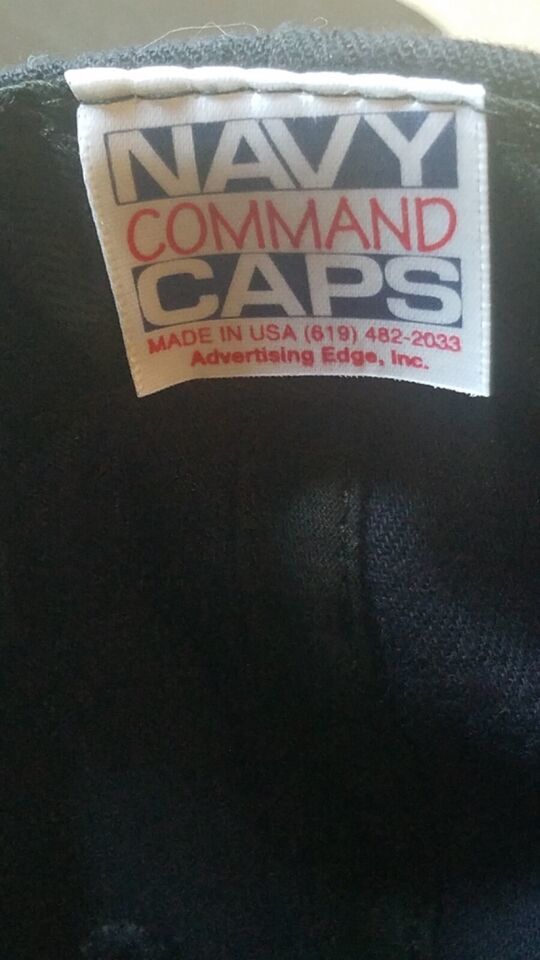 NAVY
COMMAND
CAPS
MADE IN USA (619) 482-2033
Advertising Edge, Inc.